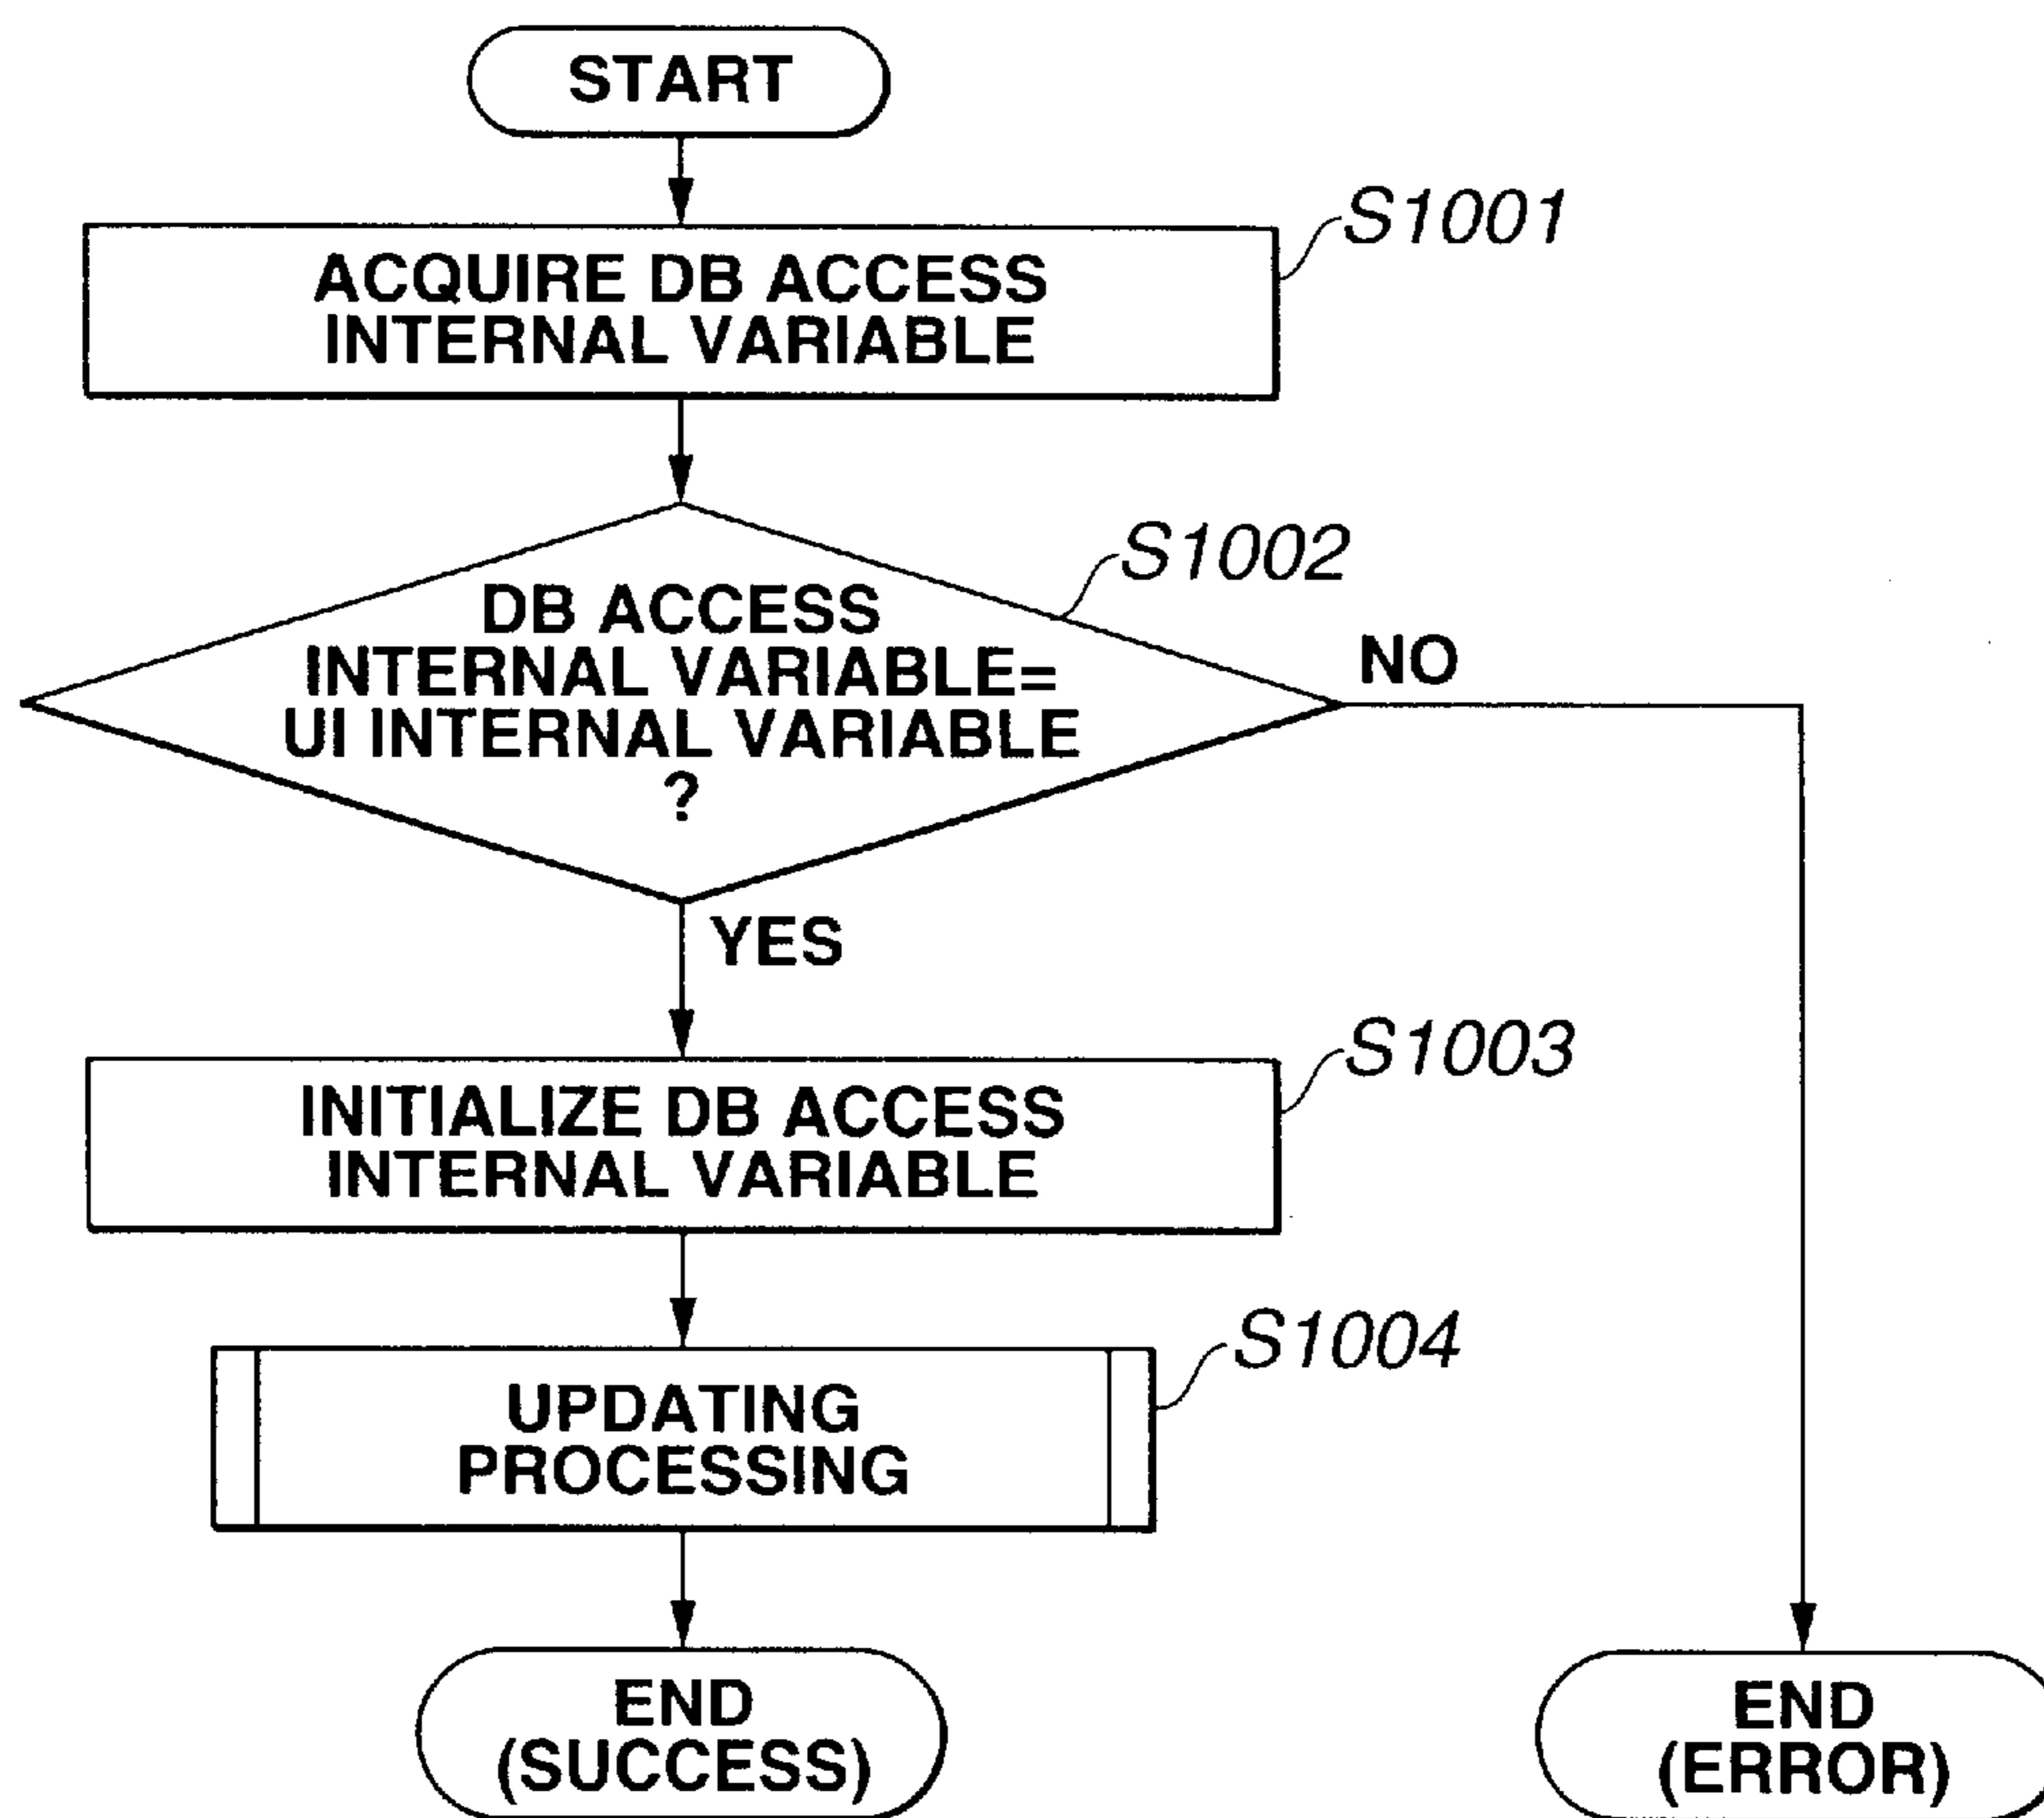 START
S1001
ACQUIRE DB ACCESS
INTERNAL VARIABLE
S1002
DB ACCESS
INTERNAL VARIABLE=
UI INTERNAL VARIABLE
?
NO
YES
S1003
INITIALIZE DB ACCESS
INTERNAL VARIABLE
S1004
UPDATING
PROCESSING
END
(SUCCESS)
END
(ERROR)